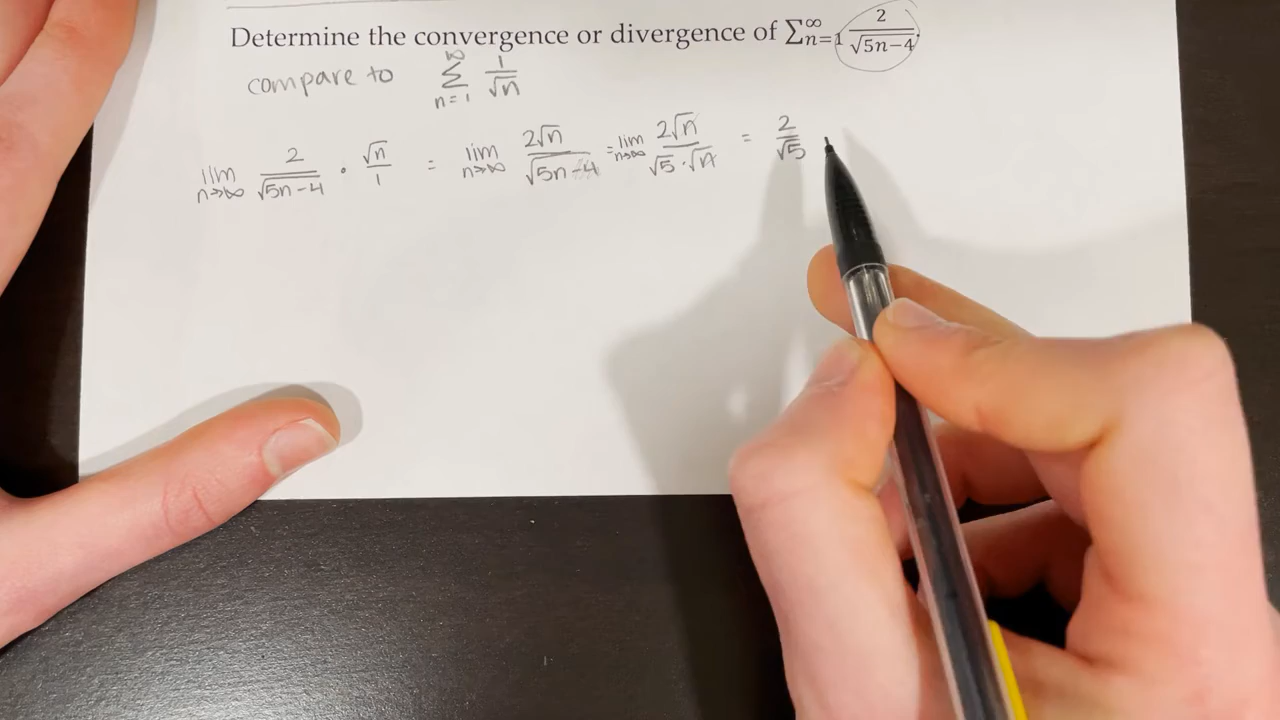 Determine the convergence or divergence of ∑_{n=1}^{∞} 2/√(5n−4).
compare to ∑_{n=1}^{∞} 1/√n
lim_{n→∞} 2/√(5n−4) · √n/1 = lim_{n→∞} 2√n/√(5n−4) = lim_{n→∞} 2√n/(√5·√n) = 2/√5